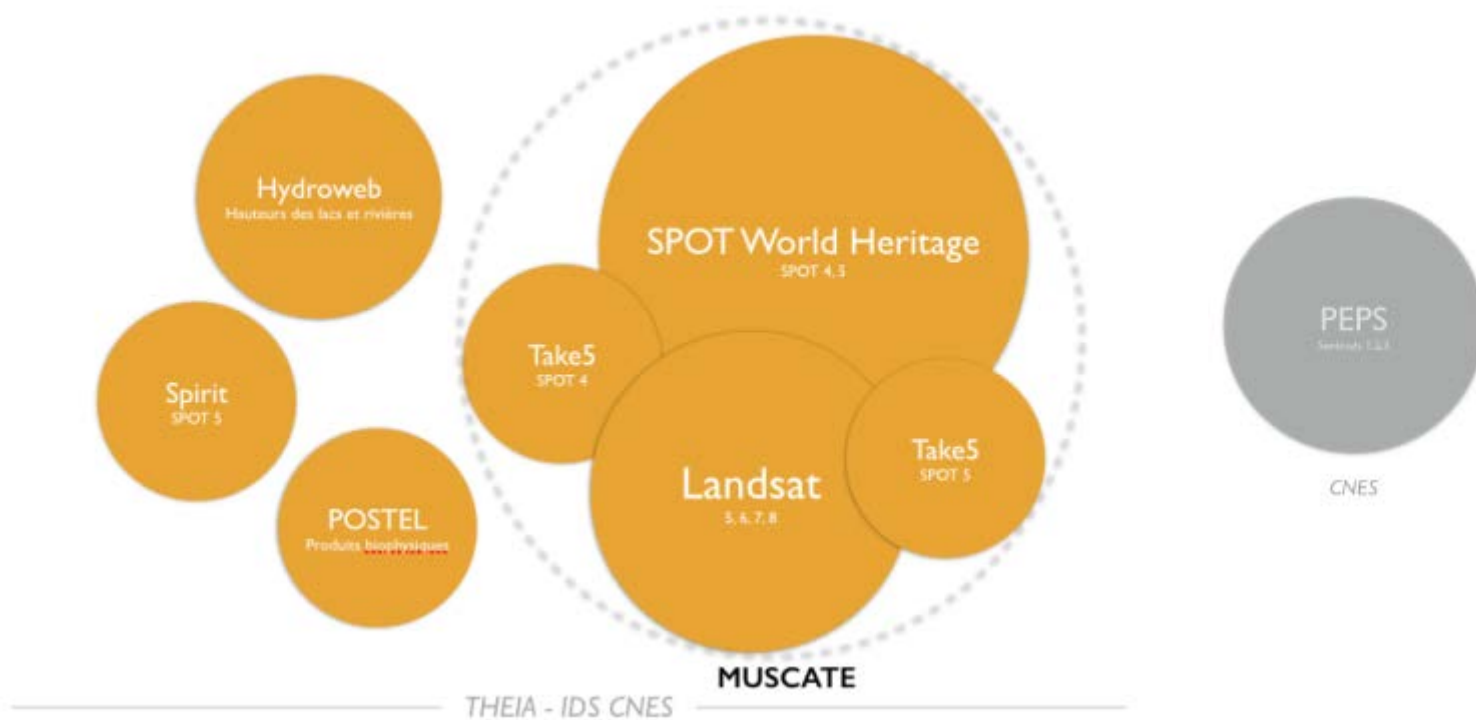 Hydroweb
Hauteurs des lacs et rivières
Spirit
SPOT 5
POSTEL
Produits biophysiques
SPOT World Heritage
SPOT 4, 5
Take5
SPOT 4
Landsat
5, 6, 7, 8
Take5
SPOT 5
MUSCATE
THEIA - IDS CNES
PEPS
CNES